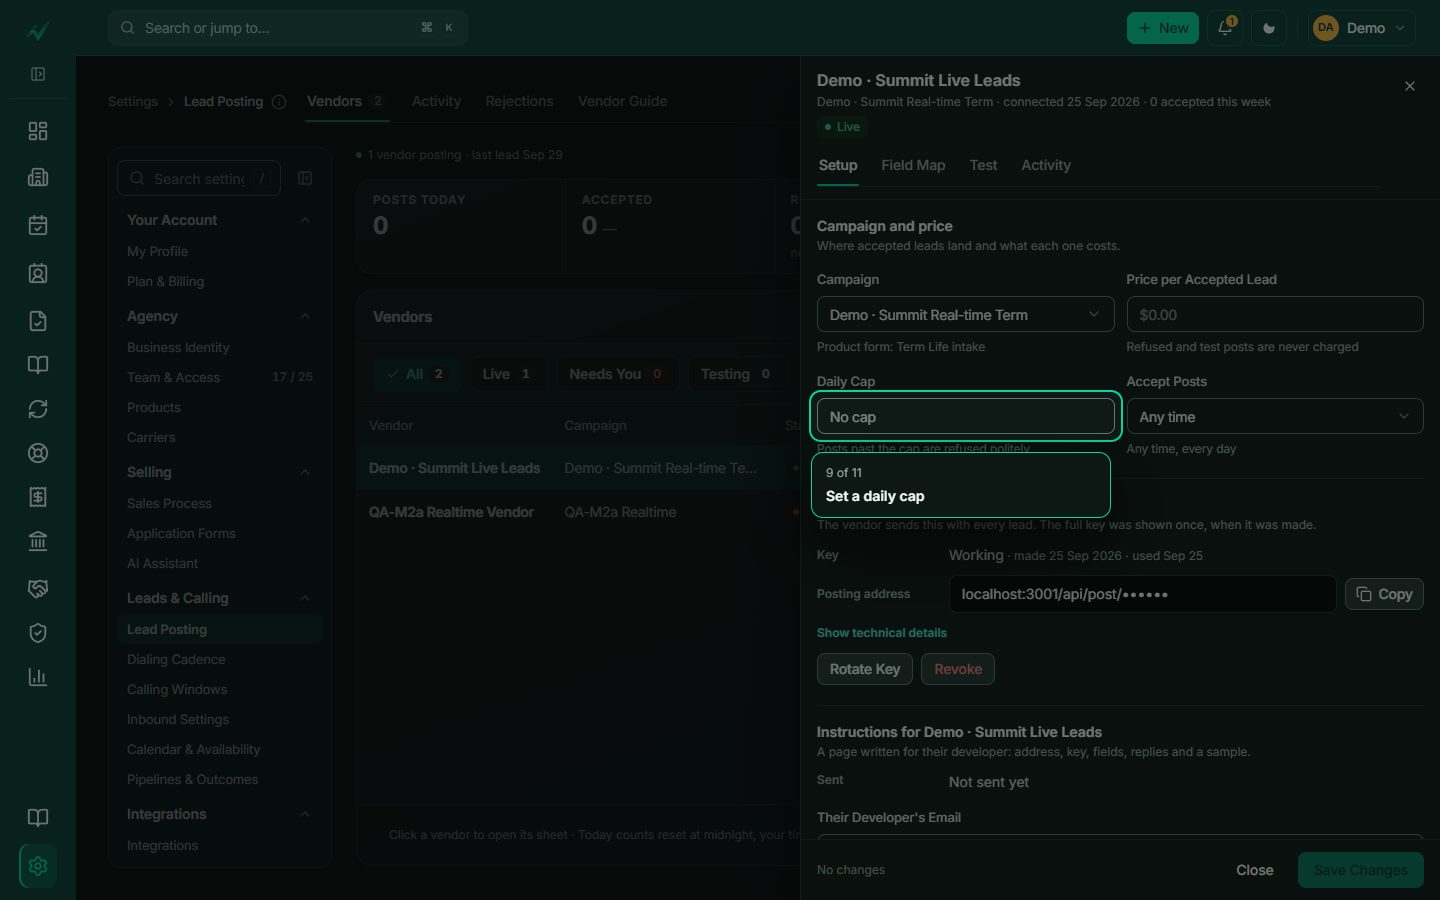 Search or jump to...
⌘ K
New
1
DA
Demo
Settings
Lead Posting
Vendors 2
Activity
Rejections
Vendor Guide
Search setting
/
Your Account
My Profile
Plan & Billing
Agency
Business Identity
Team & Access 17 / 25
Products
Carriers
Selling
Sales Process
Application Forms
AI Assistant
Leads & Calling
Lead Posting
Dialing Cadence
Calling Windows
Inbound Settings
Calendar & Availability
Pipelines & Outcomes
Integrations
Integrations
1 vendor posting · last lead Sep 29
POSTS TODAY
0
ACCEPTED
0 —
Vendors
All 2
Live 1
Needs You 0
Testing 0
Vendor
Campaign
Demo · Summit Live Leads
Demo · Summit Real-time Te...
QA-M2a Realtime Vendor
QA-M2a Realtime
Click a vendor to open its sheet · Today counts reset at midnight, your
Demo · Summit Live Leads
Demo · Summit Real-time Term · connected 25 Sep 2026 · 0 accepted this week
Live
Setup
Field Map
Test
Activity
Campaign and price
Where accepted leads land and what each one costs.
Campaign
Price per Accepted Lead
Demo · Summit Real-time Term
$0.00
Product form: Term Life intake
Refused and test posts are never charged
Daily Cap
Accept Posts
No cap
Any time
Posts past the cap are refused politely
Any time, every day
9 of 11
Set a daily cap
The vendor sends this with every lead. The full key was shown once, when it was made.
Key
Working · made 25 Sep 2026 · used Sep 25
Posting address
localhost:3001/api/post/••••••
Copy
Show technical details
Rotate Key
Revoke
Instructions for Demo · Summit Live Leads
A page written for their developer: address, key, fields, replies and a sample.
Sent
Not sent yet
Their Developer's Email
No changes
Close
Save Changes